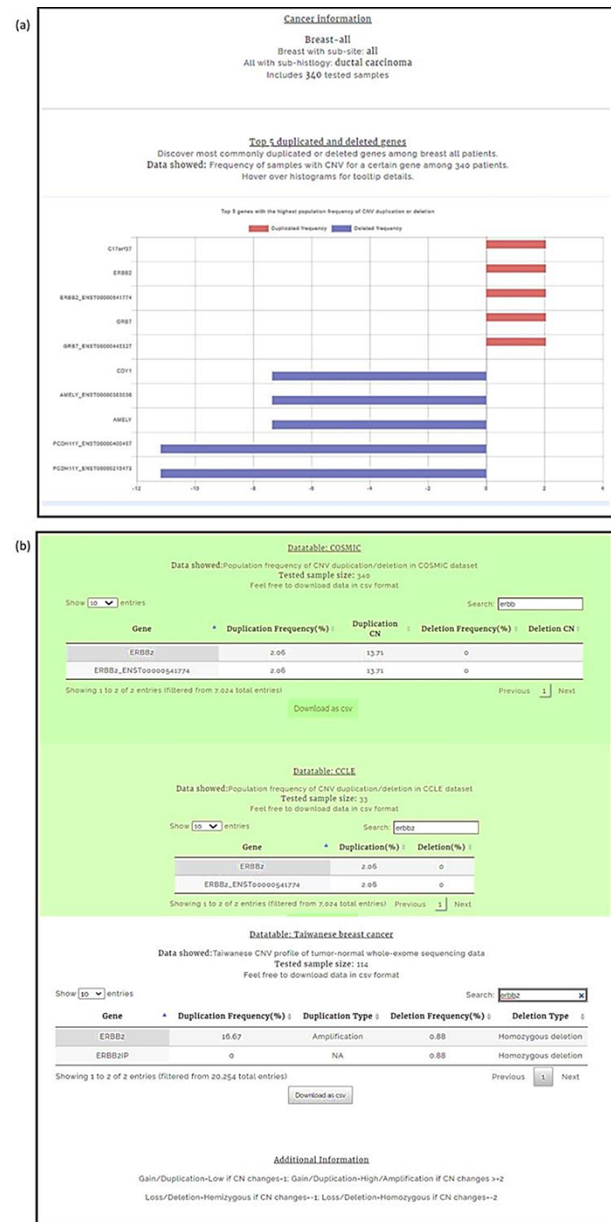 (a)
Cancer information
Breast-all
Breast with sub-site: all
All with sub-histlogy: ductal carcinoma
Includes 340 tested samples
Top 5 duplicated and deleted genes
Discover most commonly duplicated or deleted genes among breast all patients.
Data showed: Frequency of samples with CNV for a certain gene among 340 patients.
Hover over histograms for tooltip details.
Top 5 genes with the highest population frequency of CNV duplication or deletion
Duplicated frequency Deleted frequency
C17orf37
ERBB2
ERBB2_ENST00000541774
GRB7
GRB7_ENST00000445327
CDY1
AMELY_ENST00000383036
AMELY
PCDH11Y_ENST00000400457
PCDH11Y_ENST00000215473
-12 -10 -8 -6 -4 -2 0 2 4
(b)
Datatable: COSMIC
Data showed:Population frequency of CNV duplication/deletion in COSMIC dataset
Tested sample size: 340
Feel free to download data in csv format
Show 10 entries Search: erbb
Gene Duplication Frequency(%) Duplication CN Deletion Frequency(%) Deletion CN
ERBB2 2.06 13.71 0
ERBB2_ENST00000541774 2.06 13.71 0
Showing 1 to 2 of 2 entries (filtered from 7,024 total entries) Previous 1 Next
Download as csv
Datatable: CCLE
Data showed:Population frequency of CNV duplication/deletion in CCLE dataset
Tested sample size: 33
Feel free to download data in csv format
Show 10 entries Search: erbb2
Gene Duplication(%) Deletion(%)
ERBB2 2.06 0
ERBB2_ENST00000541774 2.06 0
Showing 1 to 2 of 2 entries (filtered from 7,024 total entries) Previous 1 Next
Datatable: Taiwanese breast cancer
Data showed:Taiwanese CNV profile of tumor-normal whole-exome sequencing data
Tested sample size: 114
Feel free to download data in csv format
Show 10 entries Search: erbb2
Gene Duplication Frequency(%) Duplication Type Deletion Frequency(%) Deletion Type
ERBB2 16.67 Amplification 0.88 Homozygous deletion
ERBB2IP 0 NA 0.88 Homozygous deletion
Showing 1 to 2 of 2 entries (filtered from 20,254 total entries) Previous 1 Next
Download as csv
Additional Information
Gain/Duplication=Low if CN changes=1; Gain/Duplication=High/Amplification if CN changes >=2
Loss/Deletion=Hemizygous if CN changes=-1; Loss/Deletion=Homozygous if CN changes=-2